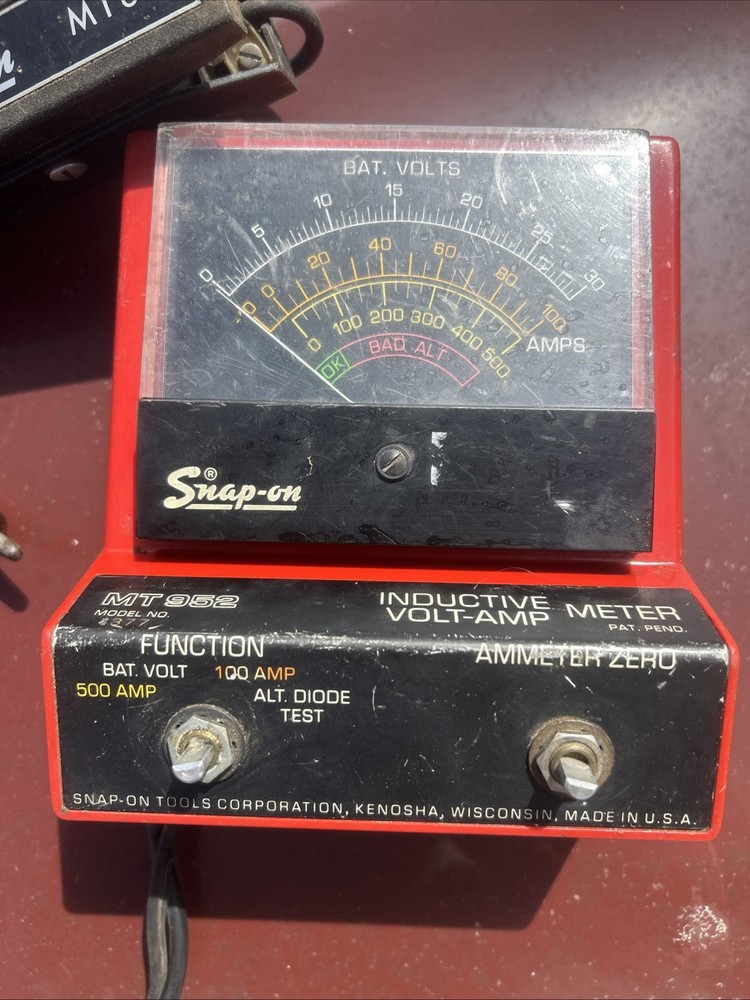 n
BAT. VOLTS
0 5 10 15 20 25 30
0 20 40 60 80 100
0 100 200 300 400 500
AMPS
OK BAD ALT.
Snap-on®
MT 952
MODEL NO.
INDUCTIVE METER
VOLT-AMP
PAT. PEND.
FUNCTION
BAT. VOLT 100 AMP
500 AMP
ALT. DIODE
TEST
AMMETER ZERO
SNAP-ON TOOLS CORPORATION, KENOSHA, WISCONSIN, MADE IN U.S.A.